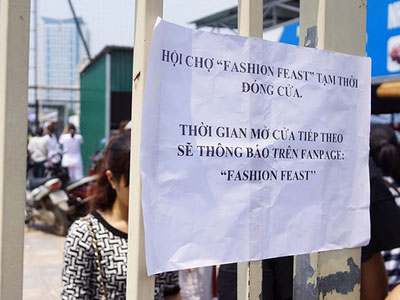 HỘI CHỢ “FASHION FEAST” TẠM THỜI
ĐÓNG CỬA.
THỜI GIAN MỞ CỬA TIẾP THEO
SẼ THÔNG BÁO TRÊN FANPAGE:
“FASHION FEAST”